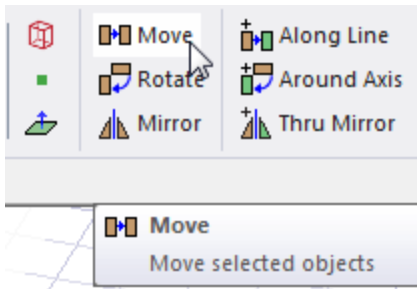 Move Along Line
Rotate Around Axis
Mirror Thru Mirror
Move
Move selected objects